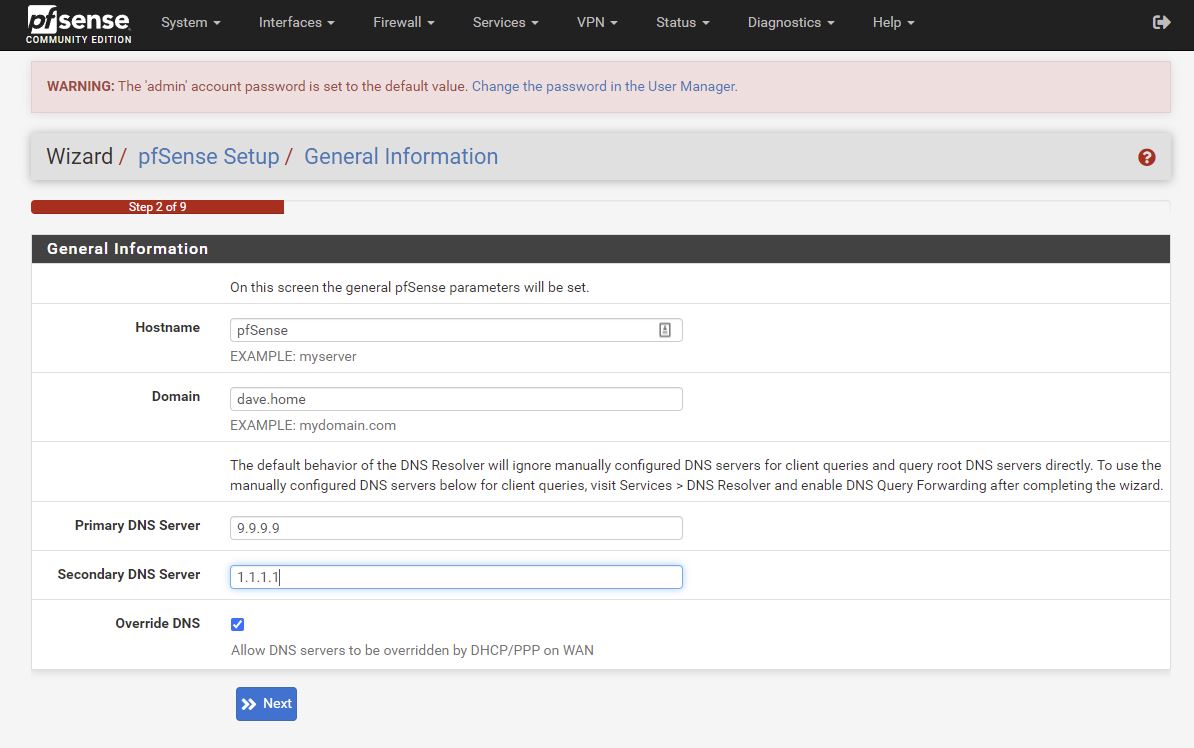 pfsense
COMMUNITY EDITION
System Interfaces Firewall Services VPN Status Diagnostics Help
WARNING: The 'admin' account password is set to the default value. Change the password in the User Manager.
Wizard / pfSense Setup / General Information
Step 2 of 9
General Information
On this screen the general pfSense parameters will be set.
Hostname
pfSense
EXAMPLE: myserver
Domain
dave.home
EXAMPLE: mydomain.com
The default behavior of the DNS Resolver will ignore manually configured DNS servers for client queries and query root DNS servers directly. To use the
manually configured DNS servers below for client queries, visit Services > DNS Resolver and enable DNS Query Forwarding after completing the wizard.
Primary DNS Server
9.9.9.9
Secondary DNS Server
1.1.1.1
Override DNS
Allow DNS servers to be overridden by DHCP/PPP on WAN
Next